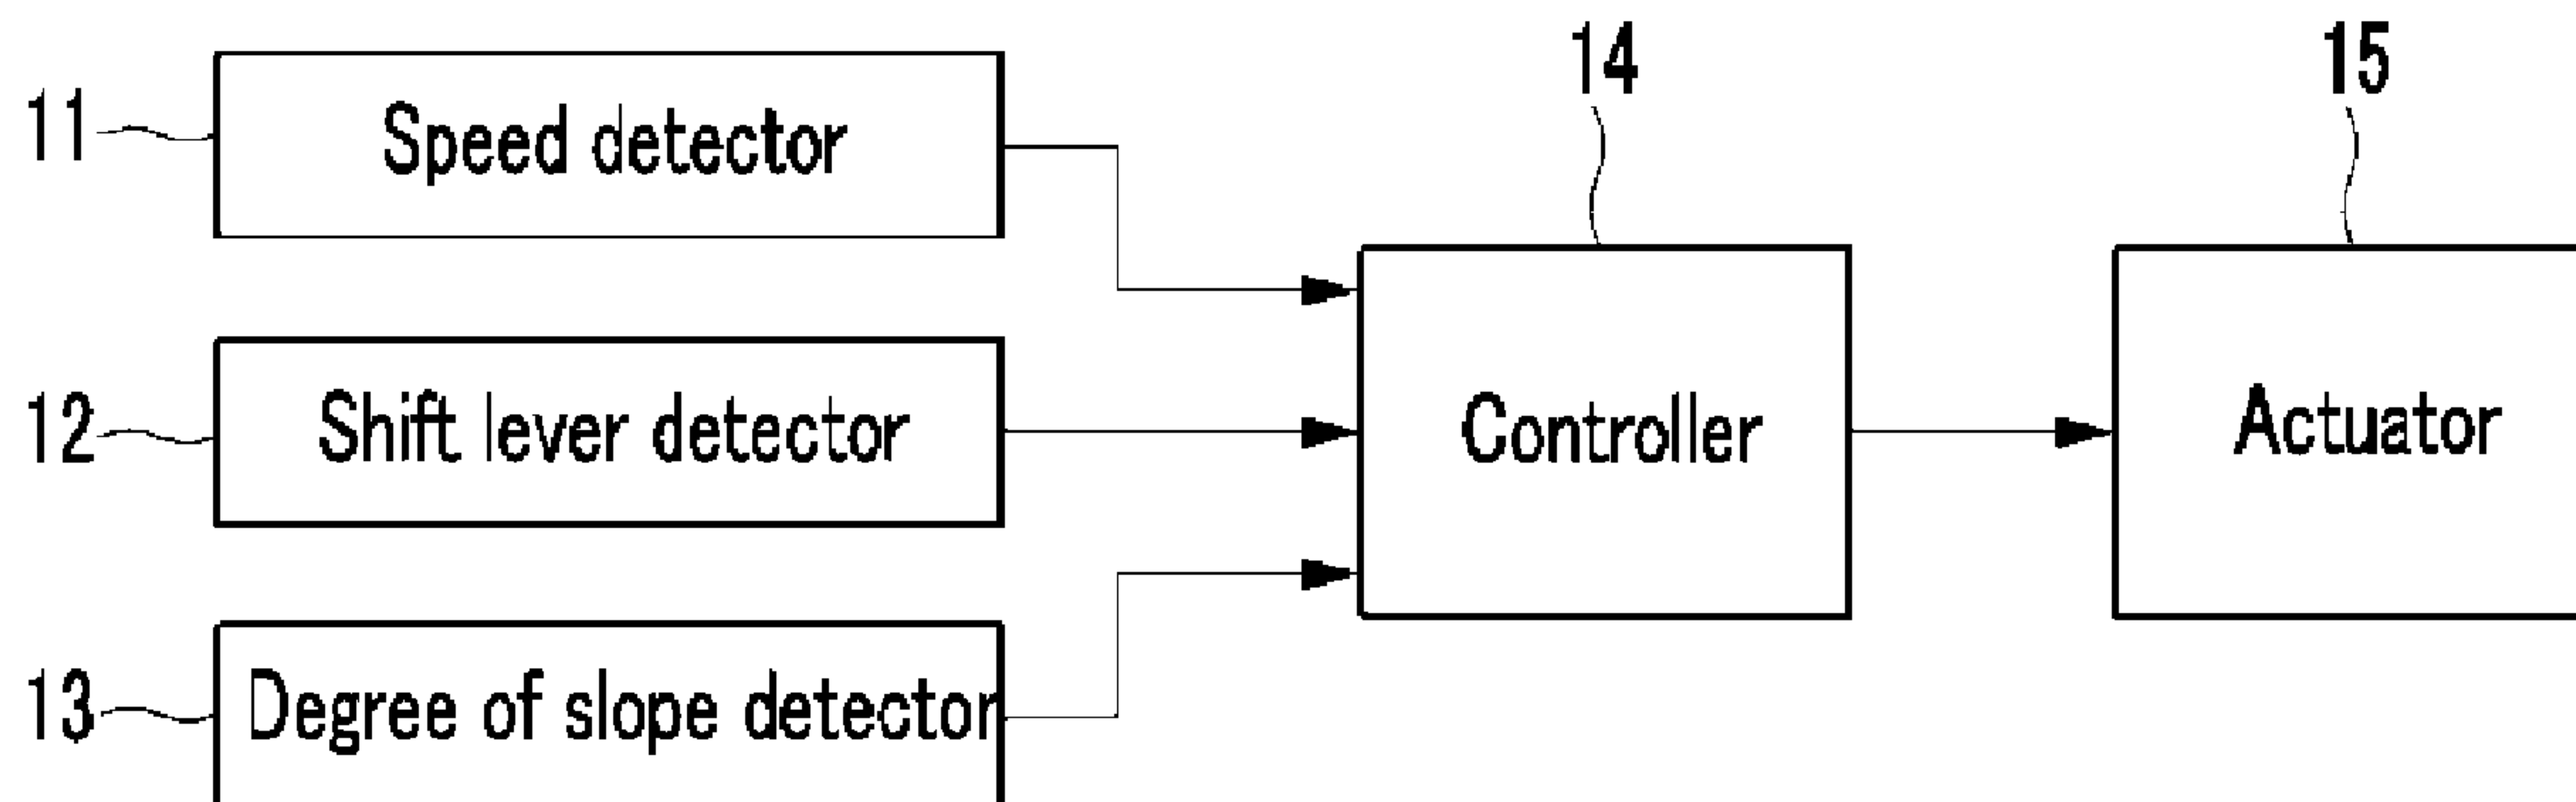 14
15
11
Speed detector
12
Shift lever detector
Controller
Actuator
13
Degree of slope detector